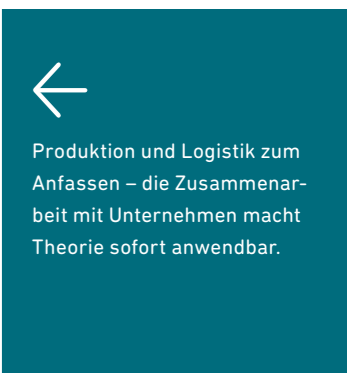 Produktion und Logistik zum
Anfassen – die Zusammenar-
beit mit Unternehmen macht
Theorie sofort anwendbar.